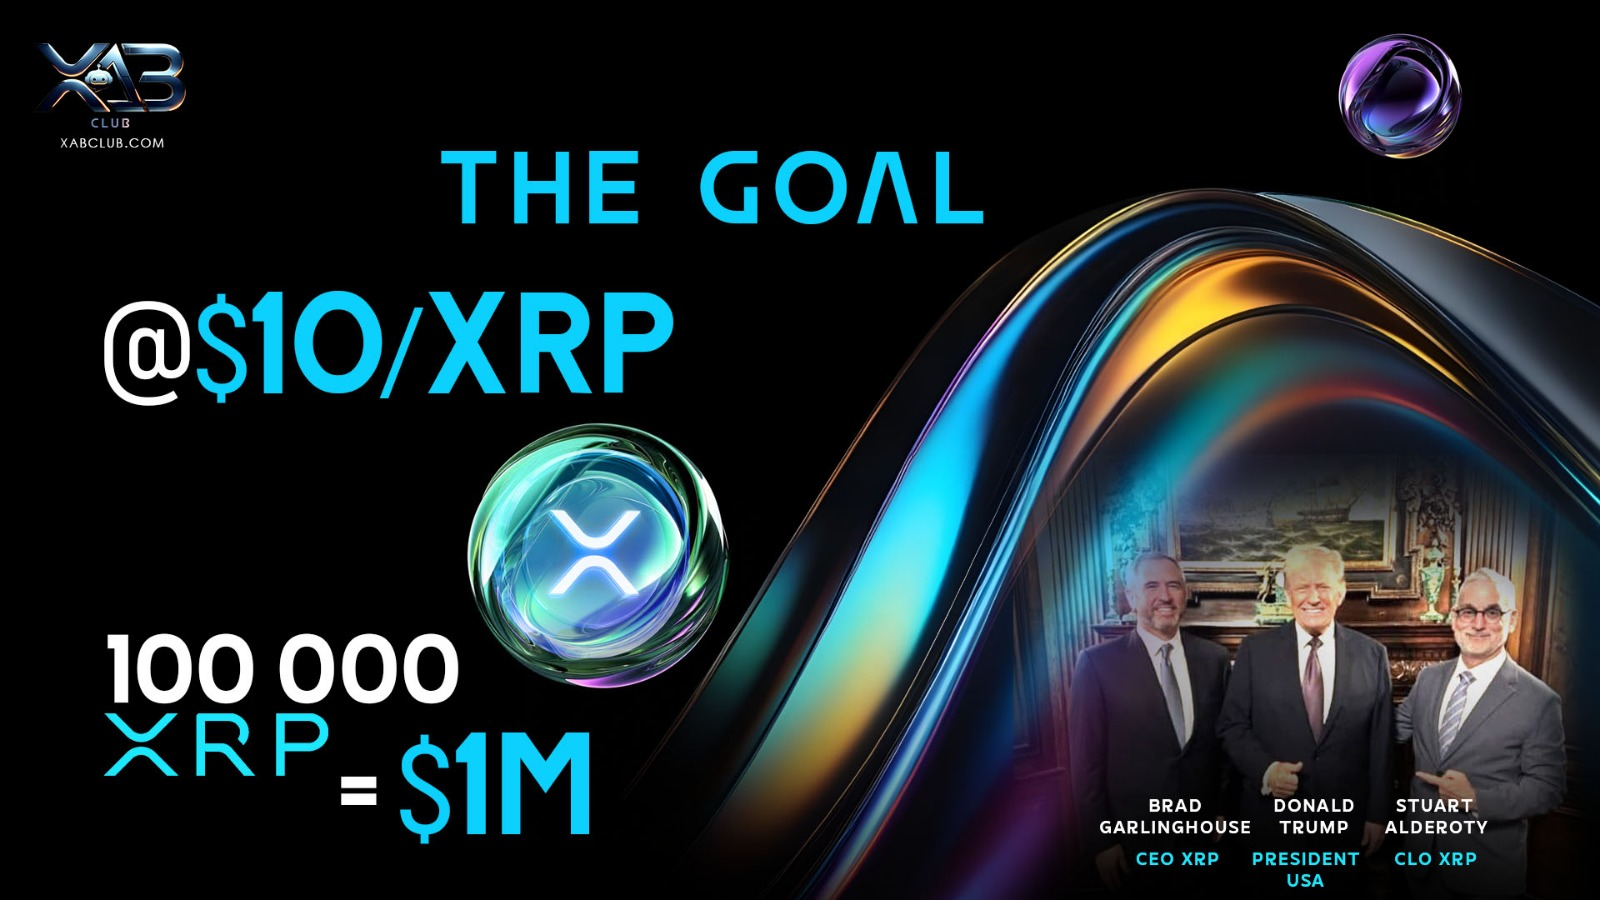 XAB
CLUB
XABCLUB.COM
THE GOAL
@$10/XRP
100 000
XRP
= $1M
BRAD
GARLINGHOUSE
CEO XRP
DONALD
TRUMP
PRESIDENT
USA
STUART
ALDEROTY
CLO XRP